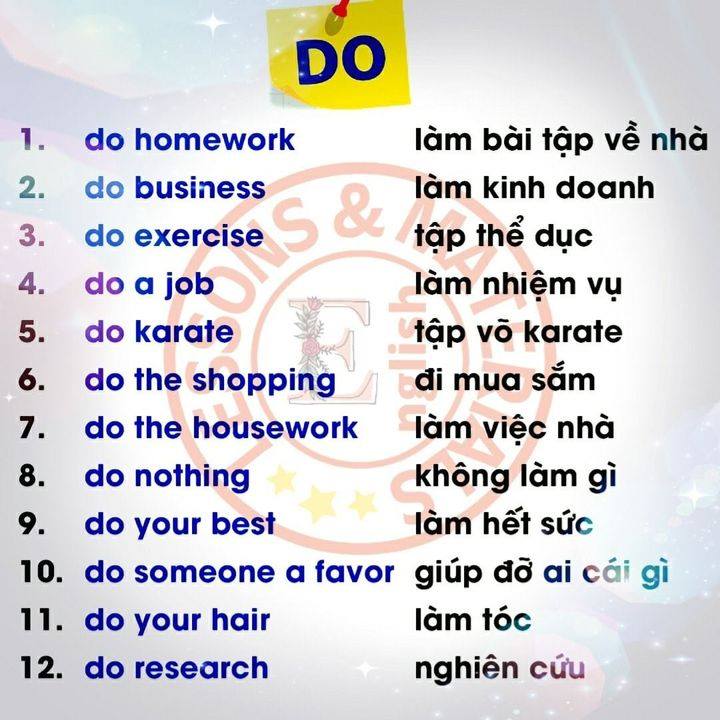 DO
1. do homework làm bài tập về nhà
2. do business làm kinh doanh
3. do exercise tập thể dục
4. do a job làm nhiệm vụ
5. do karate tập võ karate
6. do the shopping đi mua sắm
7. do the housework làm việc nhà
8. do nothing không làm gì
9. do your best làm hết sức
10. do someone a favor giúp đỡ ai cái gì
11. do your hair làm tóc
12. do research nghiên cứu
LESSONS & MATERIALS
English